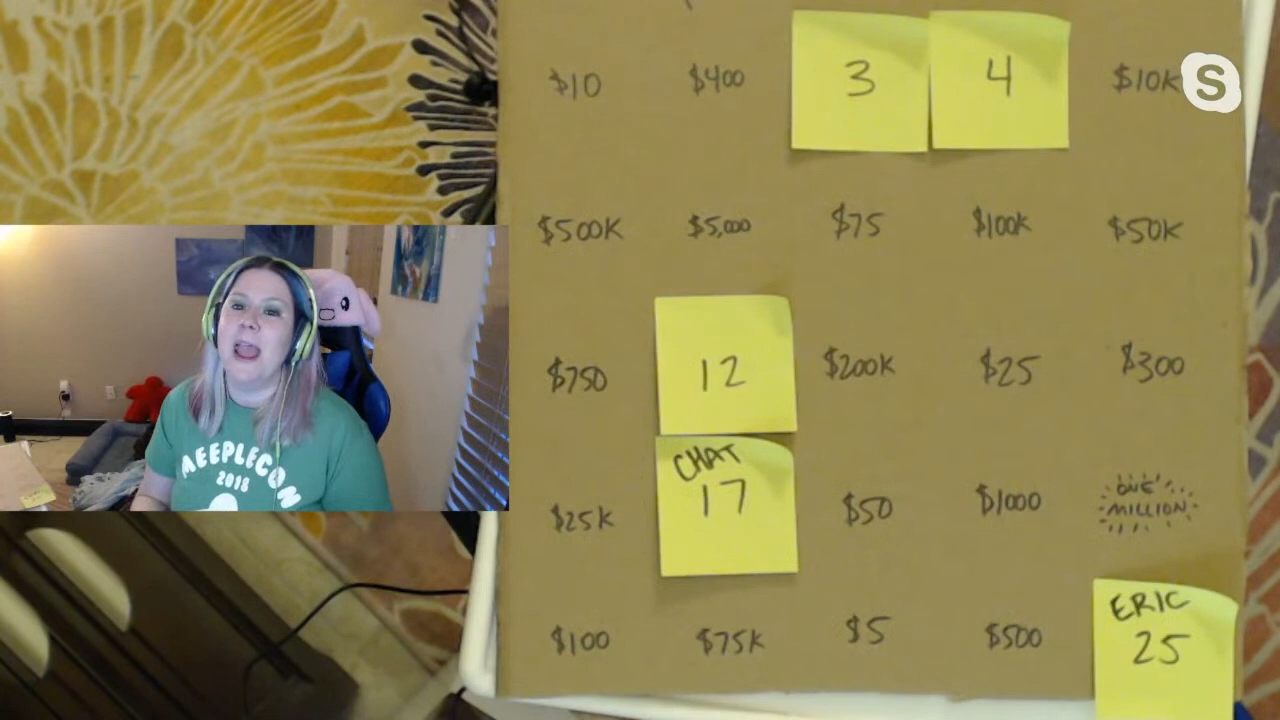 $10 $400 3 4 $10K
$500K $5,000 $75 $100K $50K
$750 12 $200K $25 $300
CHAT
17
$25K $50 $1000 ONE
MILLION
$100 $75K $5 $500
ERIC
25
MEEPLECON
2018
S